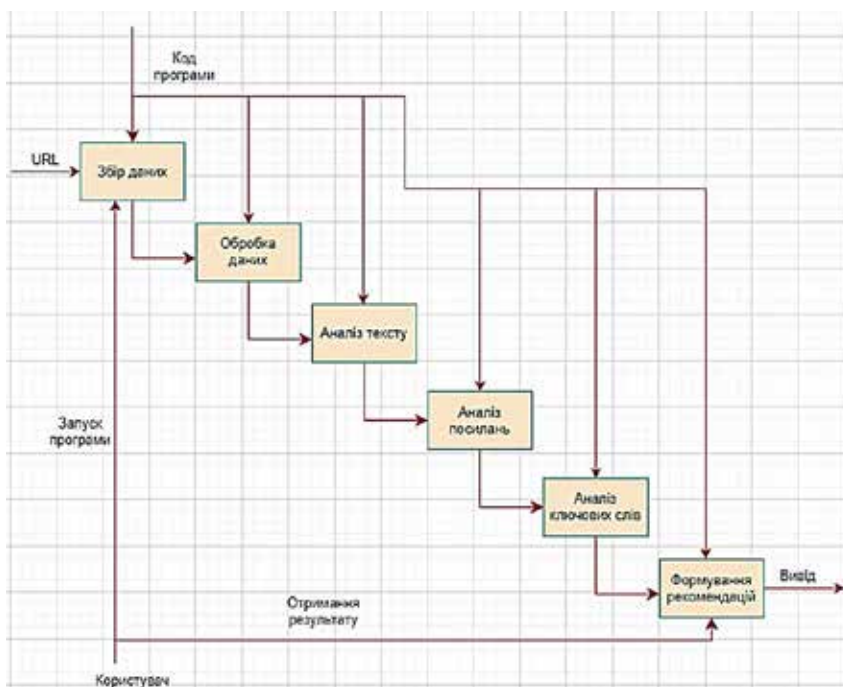 Код
програми
URL
Збір даних
Обробка
даних
Аналіз тексту
Аналіз
посилань
Запуск
програми
Аналіз
ключових слів
Формування
рекомендацій
Вивід
Отримання
результату
Користувач